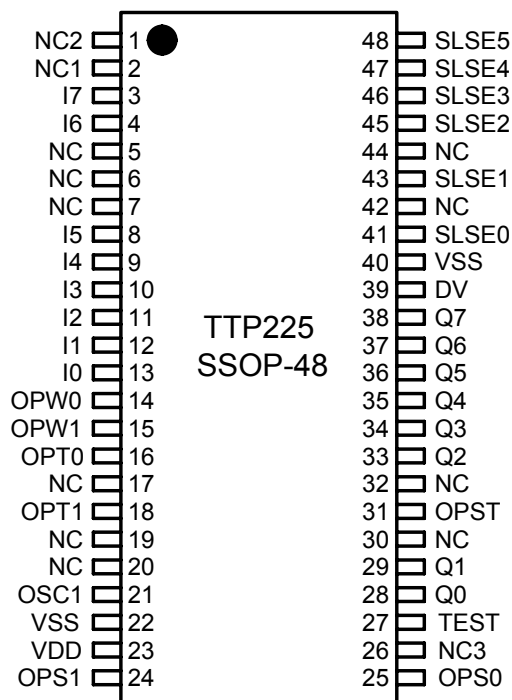 NC2 1 48 SLSE5
NC1 2 47 SLSE4
I7 3 46 SLSE3
I6 4 45 SLSE2
NC 5 44 NC
NC 6 43 SLSE1
NC 7 42 NC
I5 8 41 SLSE0
I4 9 40 VSS
I3 10 39 DV
I2 11 38 Q7
I1 12 37 Q6
I0 13 36 Q5
OPW0 14 35 Q4
OPW1 15 34 Q3
OPT0 16 33 Q2
NC 17 32 NC
OPT1 18 31 OPST
NC 19 30 NC
NC 20 29 Q1
OSC1 21 28 Q0
VSS 22 27 TEST
VDD 23 26 NC3
OPS1 24 25 OPS0
TTP225
SSOP-48